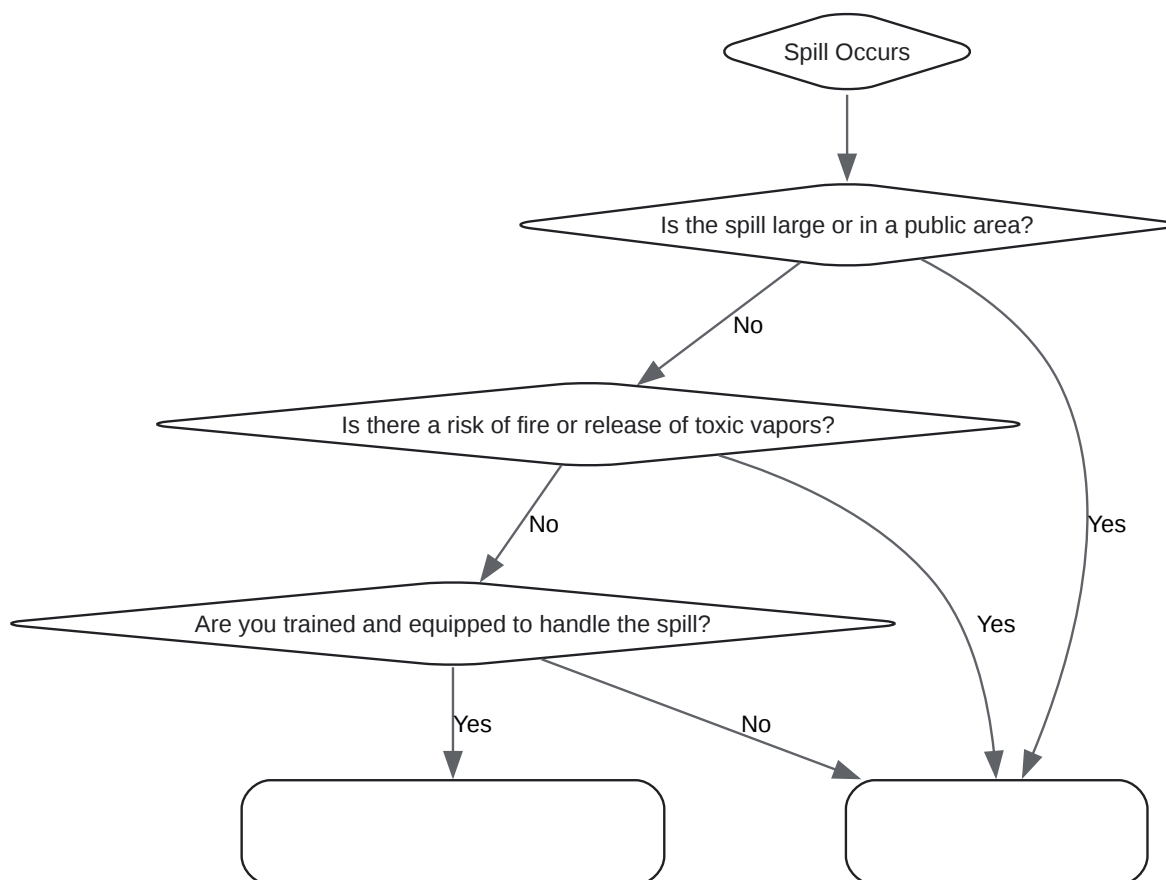 Spill Occurs
Is the spill large or in a public area?
No
Is there a risk of fire or release of toxic vapors?
No
Yes
Are you trained and equipped to handle the spill?
Yes
Yes
No